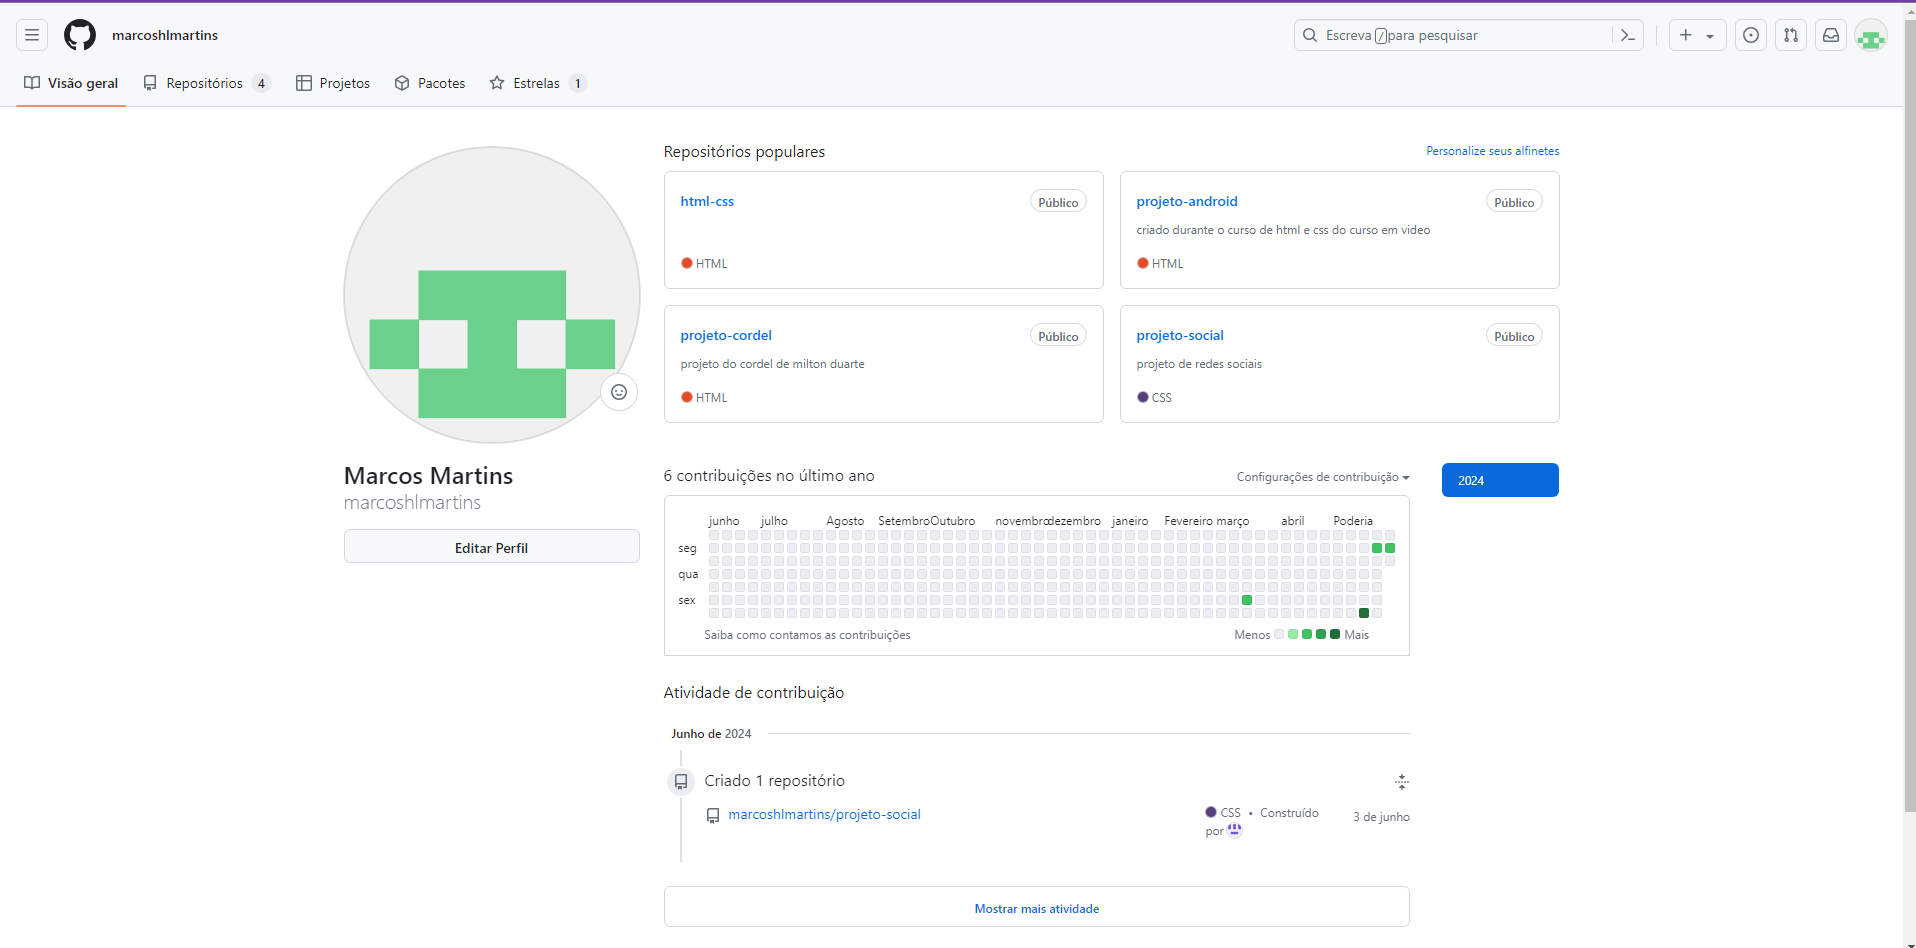 marcoshlmartins
Escreva / para pesquisar
Visão geral
Repositórios 4
Projetos
Pacotes
Estrelas 1
Repositórios populares
Personalize seus alfinetes
html-css
Público
HTML
projeto-android
Público
criado durante o curso de html e css do curso em video
HTML
projeto-cordel
Público
projeto do cordel de milton duarte
HTML
projeto-social
Público
projeto de redes sociais
CSS
Marcos Martins
marcoshlmartins
Editar Perfil
6 contribuições no último ano
Configurações de contribuição
2024
junho julho Agosto Setembro Outubro novembro dezembro janeiro Fevereiro março abril Poderia
seg
qua
sex
Saiba como contamos as contribuições
Menos Mais
Atividade de contribuição
Junho de 2024
Criado 1 repositório
marcoshlmartins/projeto-social
CSS • Construído
por
3 de junho
Mostrar mais atividade